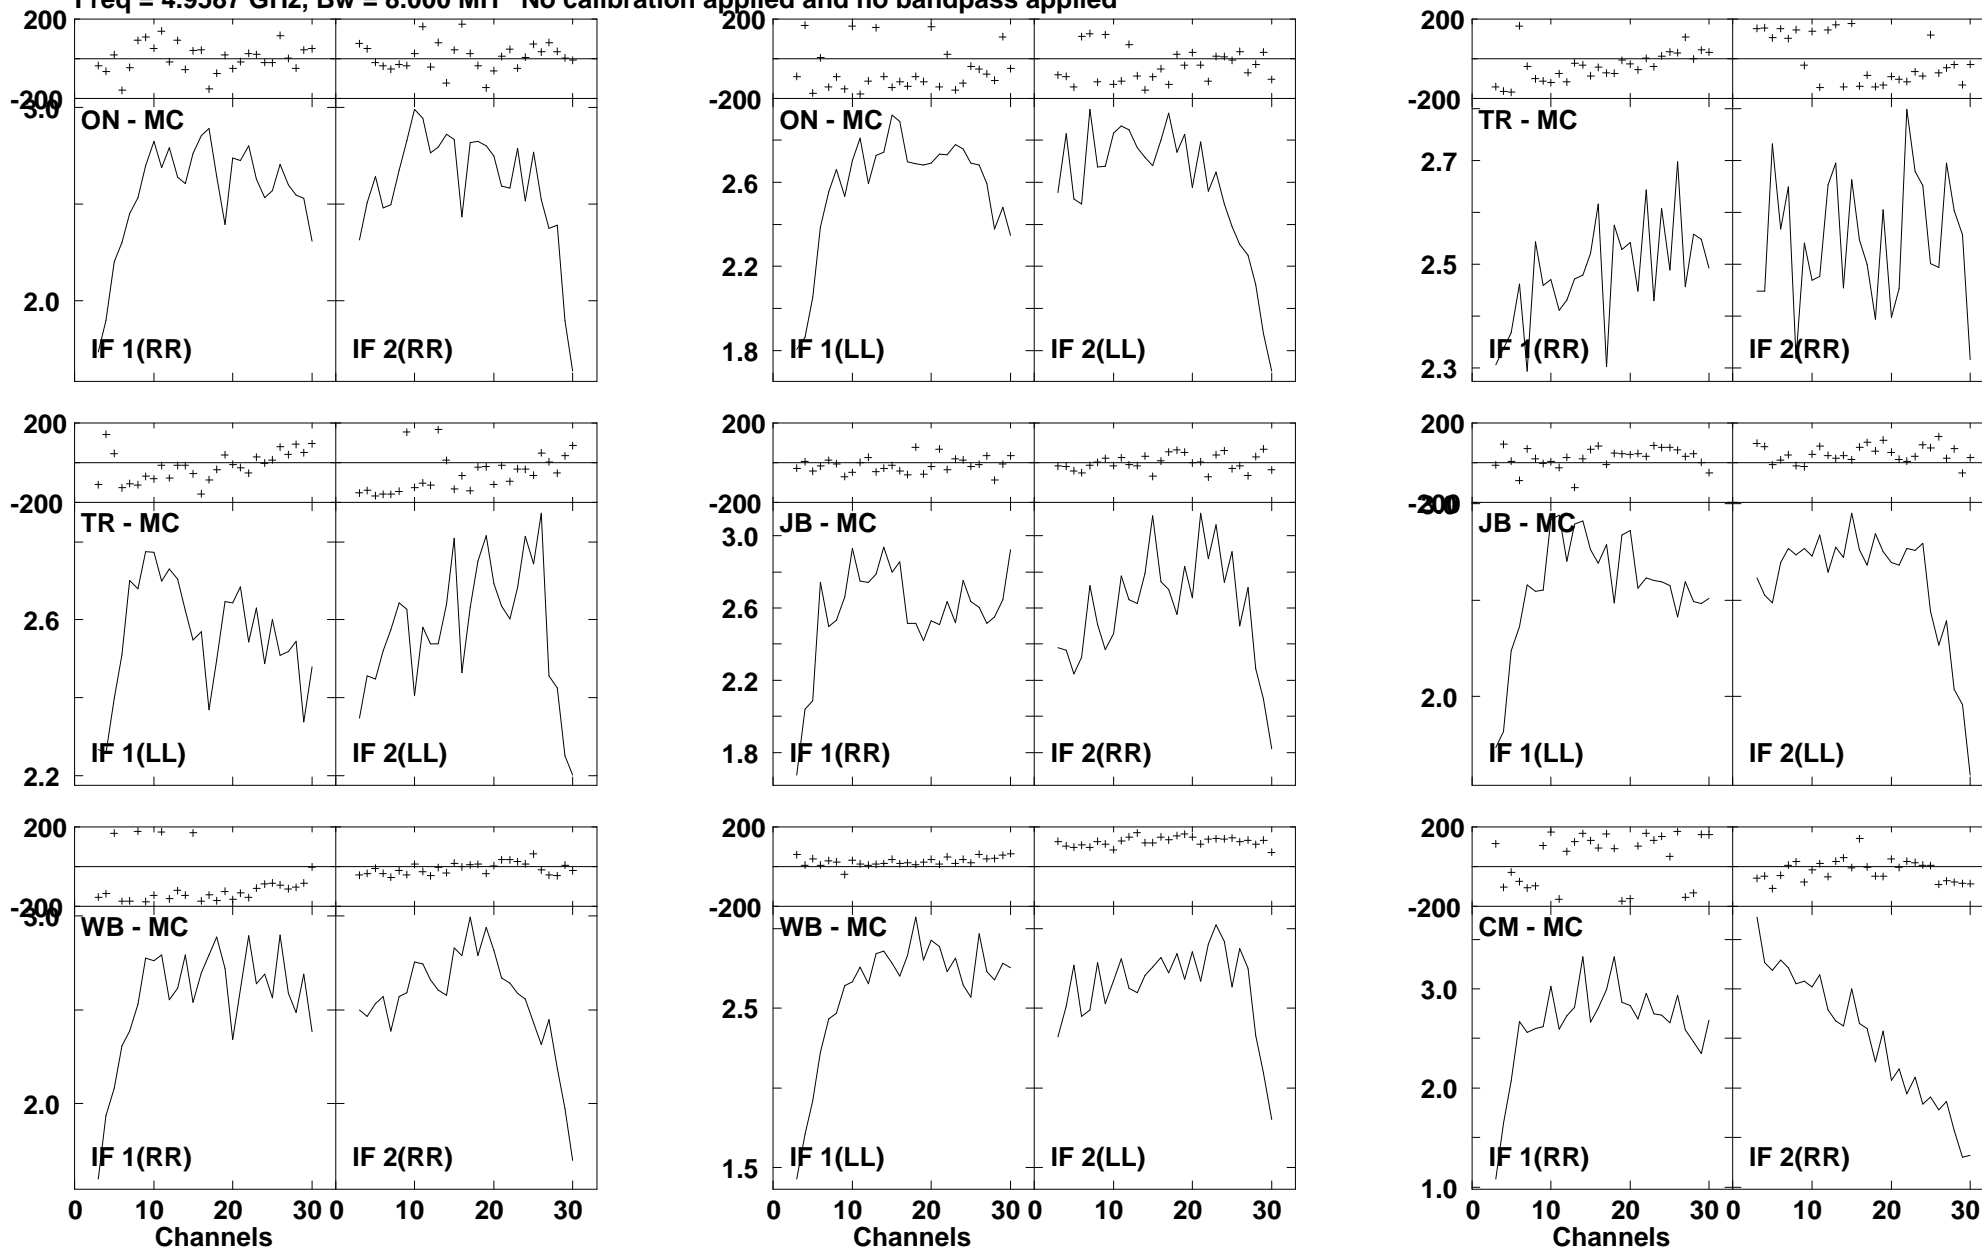 Freq = 4.9587 GHz, Bw = 8.000 MH No calibration applied and no bandpass applied
200 200 200
-200 -200 -200
3.0 ON - MC ON - MC TR - MC
2.7
2.6
2.5
2.2
2.0
1.8
2.3
IF 1(RR) IF 2(RR) IF 1(LL) IF 2(LL) IF 1(RR) IF 2(RR)
200 200 200
-200 -200 -200
3.0
TR - MC JB - MC JB - MC
3.0
2.6 2.6
2.2
2.0
2.2 1.8
IF 1(LL) IF 2(LL) IF 1(RR) IF 2(RR) IF 1(LL) IF 2(LL)
200 200 200
-200 -200 -200
3.0 WB - MC WB - MC CM - MC
3.0
2.5
2.0 2.0
1.5
1.0
IF 1(RR) IF 2(RR) IF 1(LL) IF 2(LL) IF 1(RR) IF 2(RR)
0 10 20 30 0 10 20 30 0 10 20 30 0 10 20 30 0 10 20 30 0 10 20 30
Channels Channels Channels